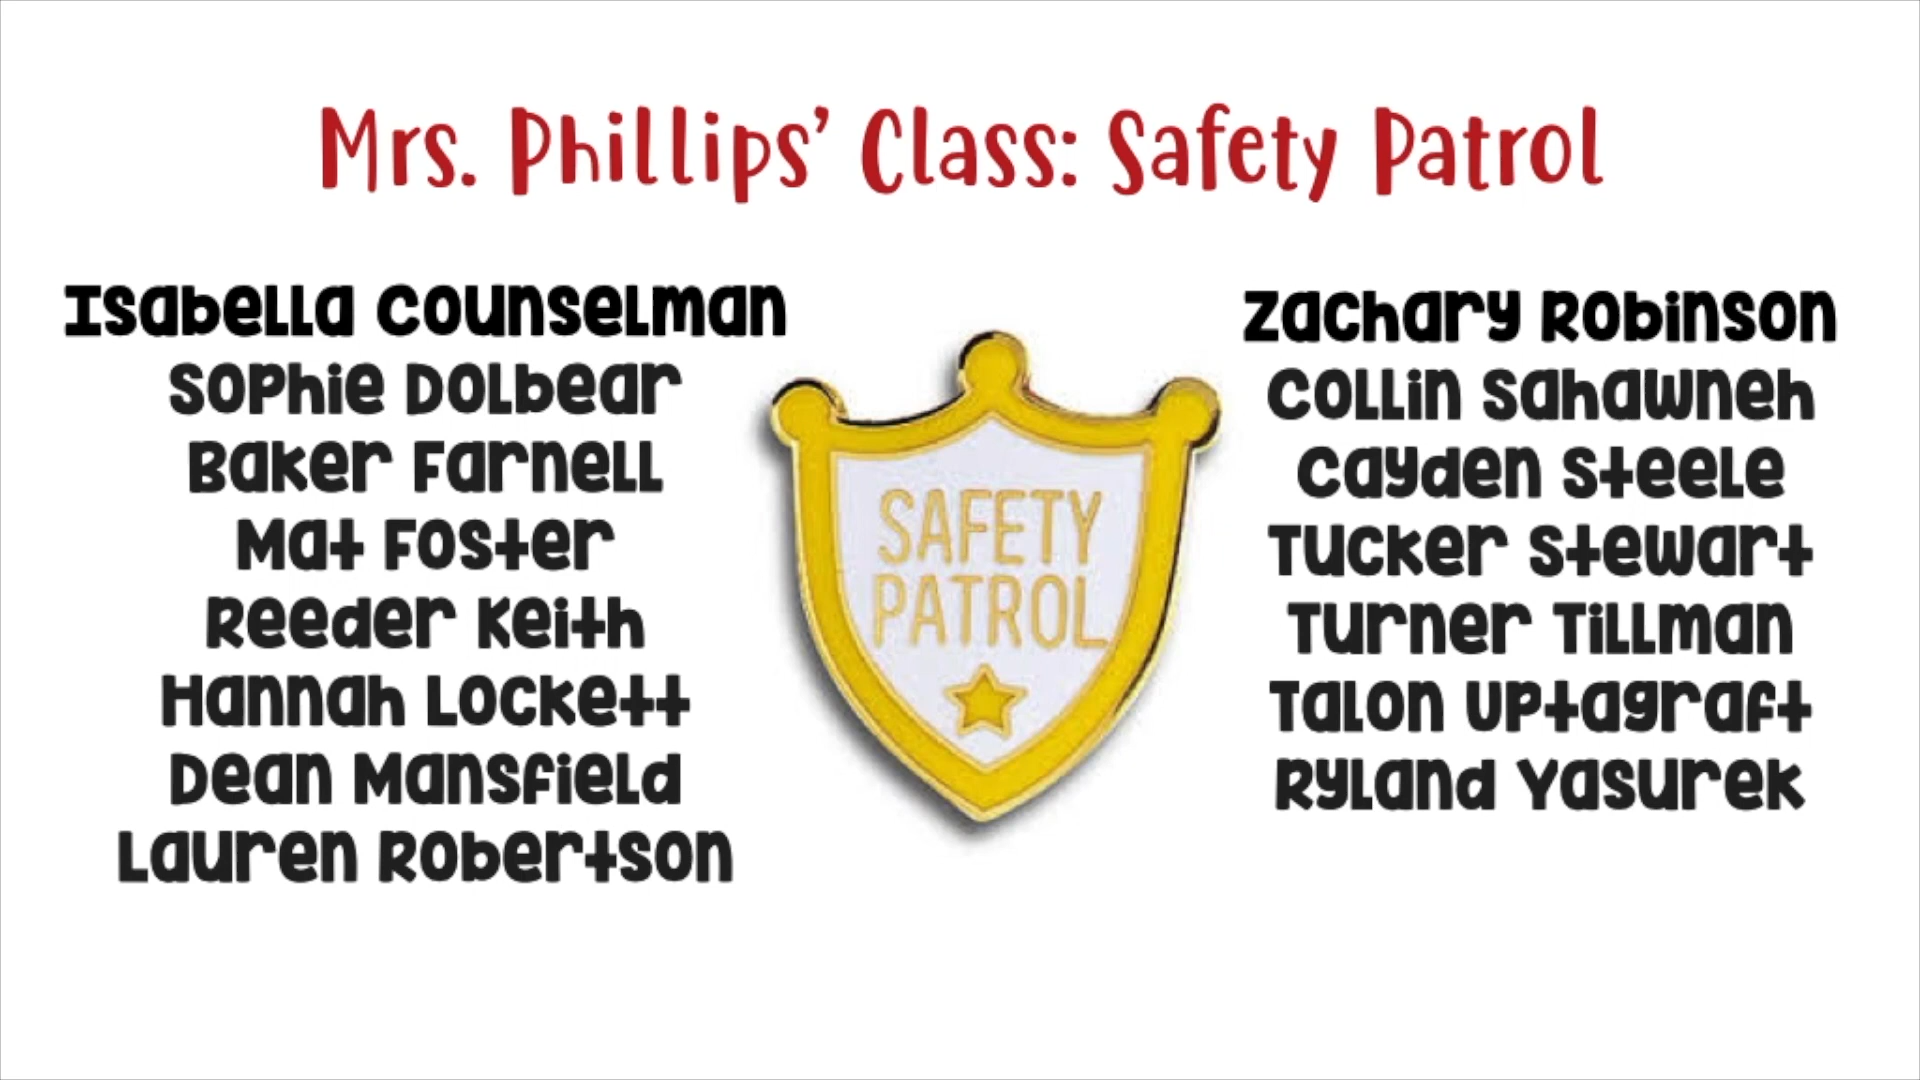 Mrs. Phillips' Class: Safety Patrol
Isabella Counselman
Sophie Dolbear
Baker Farnell
Mat Foster
Reeder Keith
Hannah Lockett
Dean Mansfield
Lauren Robertson
SAFETY
PATROL
Zachary Robinson
Collin Sahawneh
Cayden Steele
Tucker Stewart
Turner Tillman
Talon Uptagraft
Ryland Yasurek